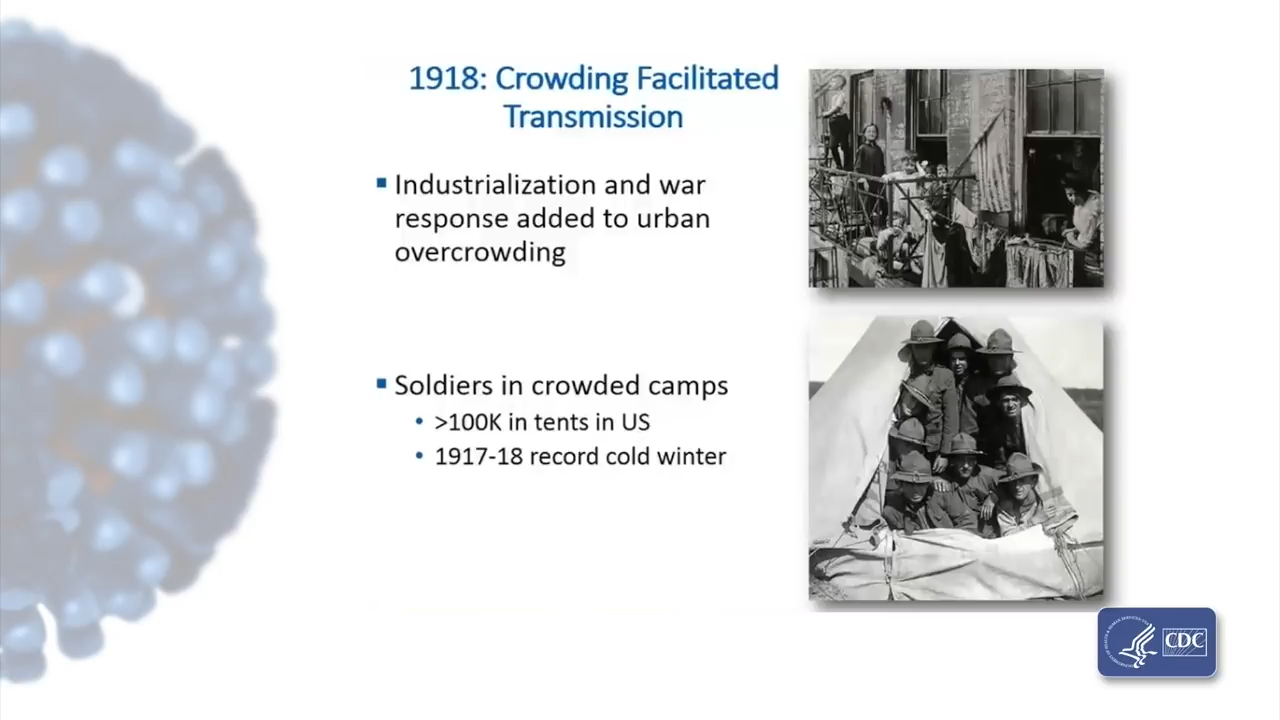 1918: Crowding Facilitated
Transmission
▪ Industrialization and war
response added to urban
overcrowding
▪ Soldiers in crowded camps
• >100K in tents in US
• 1917-18 record cold winter
CDC